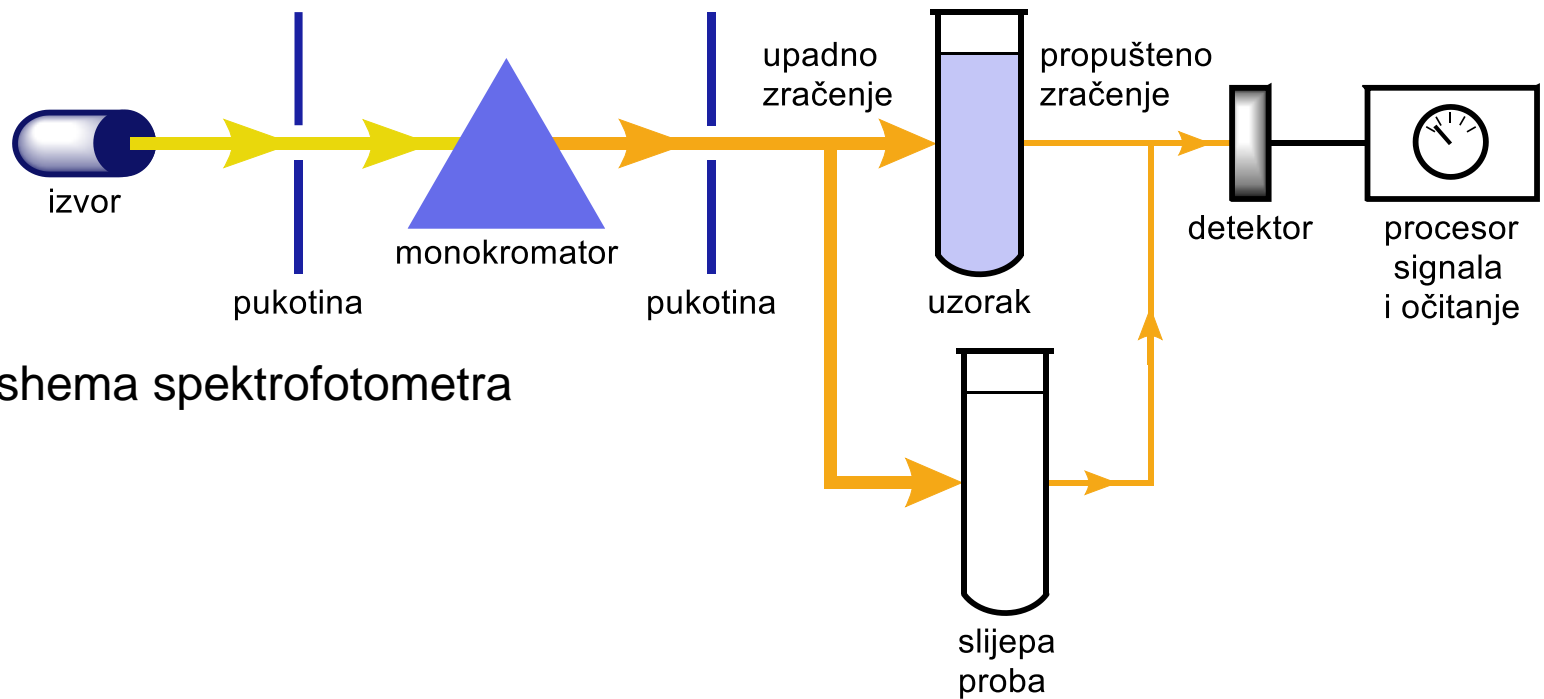 izvor
pukotina
monokromator
pukotina
upadno
zračenje
uzorak
propušteno
zračenje
detektor
procesor
signala
i očitanje
shema spektrofotometra
slijepa
proba